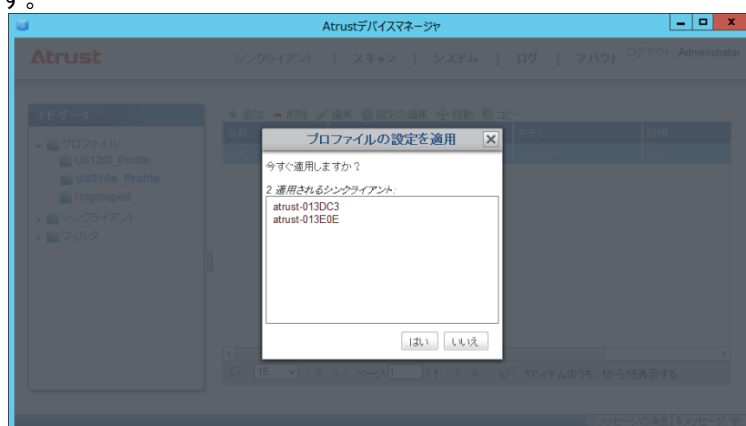 す。
Atrustデバイスマネージャ
Atrust
シンクライアント | スキャン | システム | ログ | アバウト
ログアウト Administrator
ナビゲータ
追加 削除 編集 設定の編集 移動 コピー
名前
モデル
説明
プロファイル
US120f_Profile
US310e_Profile
Ungrouped
シンクライアント
フィルタ
プロファイルの設定を適用
今すぐ適用しますか？
2 適用されるシンクライアント:
atrust-013DC3
atrust-013E0E
はい いいえ
15
ページ 1 / 1
1アイテムのうち、1から1を表示する